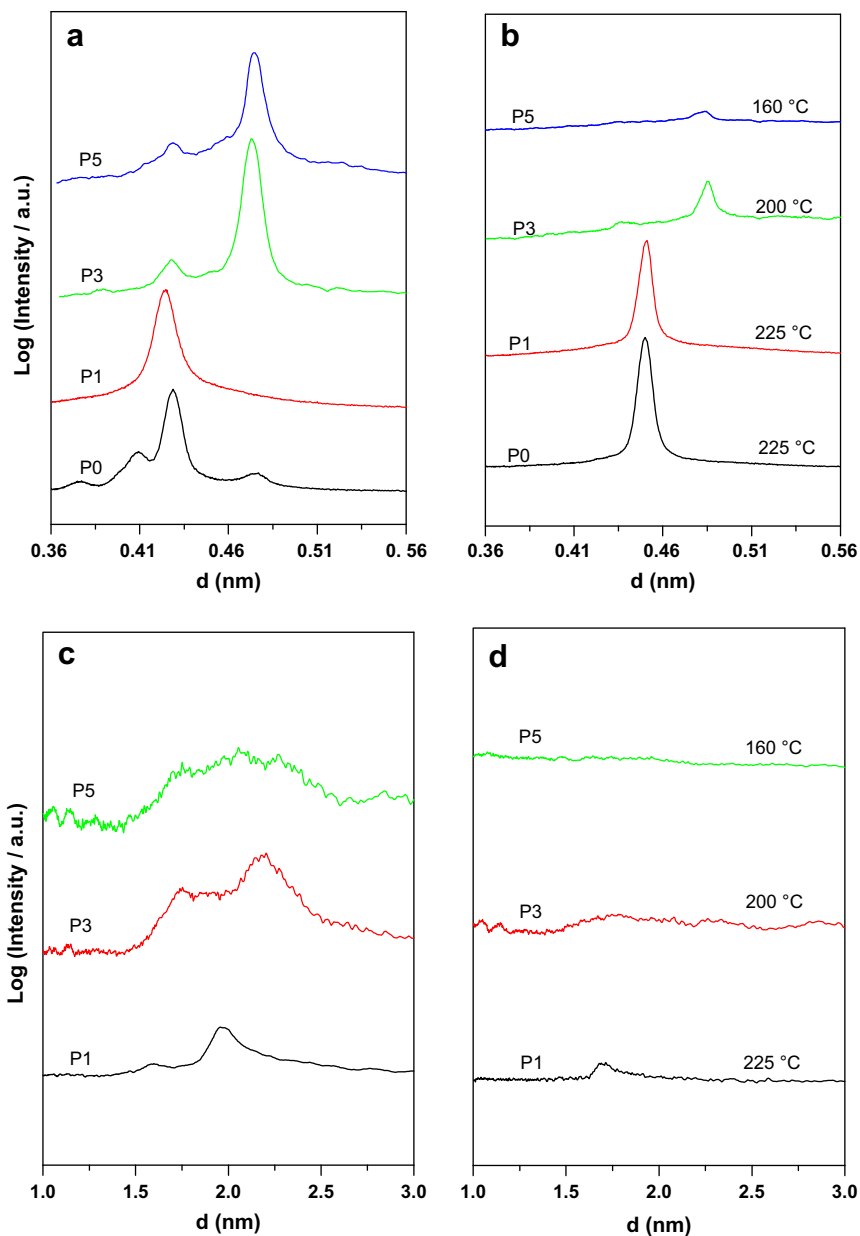 a
P5
P3
P1
P0
Log (Intensity / a.u.)
0.36 0.41 0.46 0.51 0. 56
d (nm)
b
P5 160 °C
P3 200 °C
P1 225 °C
P0 225 °C
0.36 0.41 0.46 0.51 0.56
d (nm)
c
P5
P3
P1
Log (Intensity / a.u.)
1.0 1.5 2.0 2.5 3.0
d (nm)
d
P5 160 °C
P3 200 °C
P1 225 °C
1.0 1.5 2.0 2.5 3.0
d (nm)